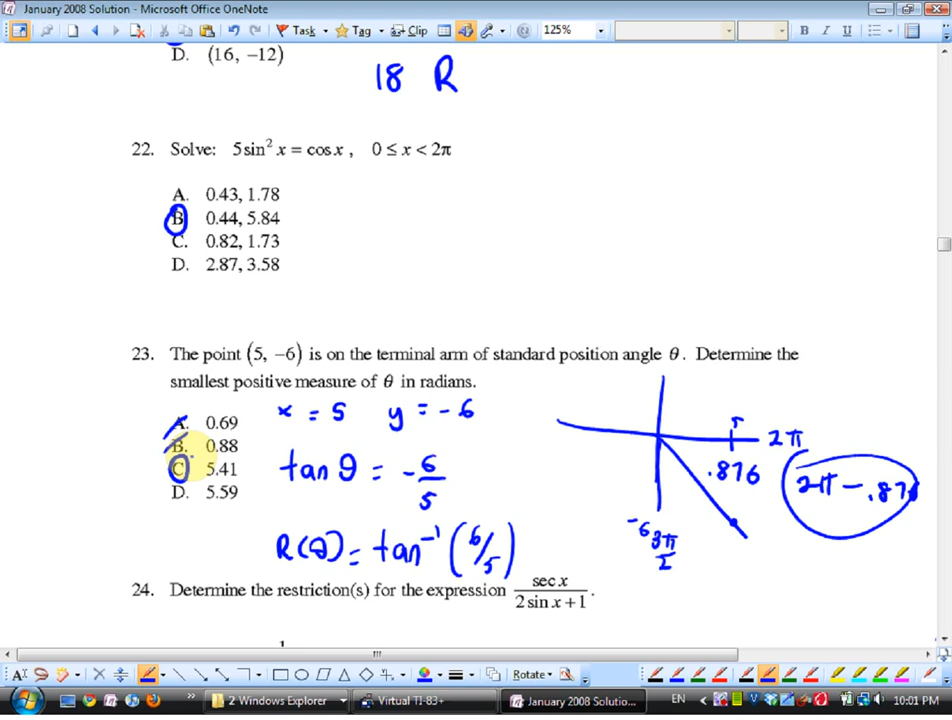 January 2008 Solution - Microsoft Office OneNote
Task Tag Clip 125% B I U
D. (16, −12)
18 R
22. Solve: 5 sin² x = cos x , 0 ≤ x < 2π
A. 0.43, 1.78
B. 0.44, 5.84
C. 0.82, 1.73
D. 2.87, 3.58
23. The point (5, −6) is on the terminal arm of standard position angle θ. Determine the
smallest positive measure of θ in radians.
A. 0.69
B. 0.88
C. 5.41
D. 5.59
x = 5 y = -6
tan θ = -6/5
R(θ) = tan⁻¹ (6/5)
5
2π
.876
-6
3π/2
2π - .876
24. Determine the restriction(s) for the expression sec x / 2 sin x + 1 .
1
Rotate
2 Windows Explorer Virtual TI-83+ January 2008 Solutio... EN 10:01 PM